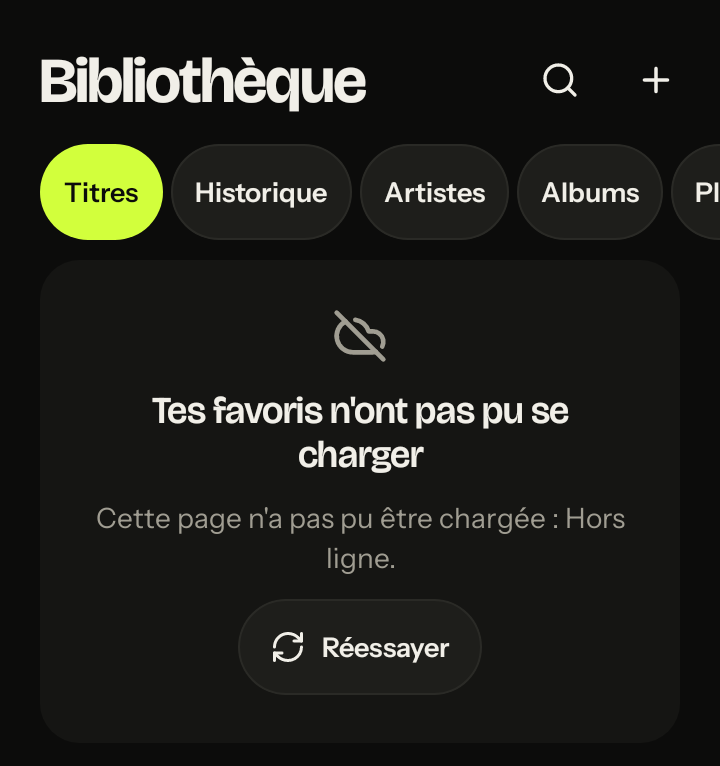 Bibliothèque
Titres
Historique
Artistes
Albums
Pl
Tes favoris n'ont pas pu se
charger
Cette page n'a pas pu être chargée : Hors
ligne.
Réessayer